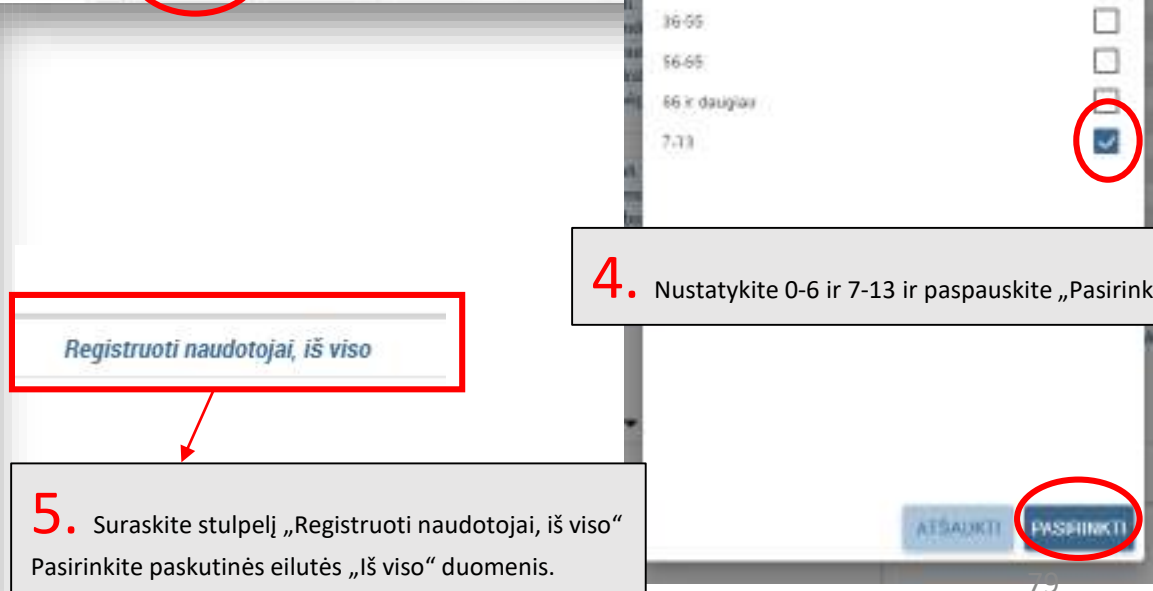 36-55
56-65
66 ir daugiau
7-13
4. Nustatykite 0-6 ir 7-13 ir paspauskite „Pasirink
Registruoti naudotojai, iš viso
5. Suraskite stulpelį „Registruoti naudotojai, iš viso“
Pasirinkite paskutinės eilutės „Iš viso“ duomenis.
ATŠAUKTI PASIRINKTI
79